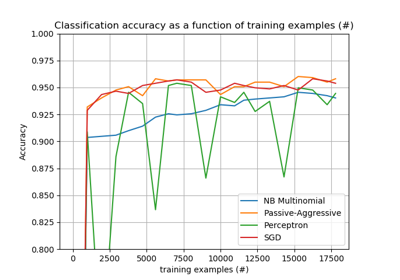 Classification accuracy as a function of training examples (#)
1.000
0.975
0.950
0.925
0.900
0.875
0.850
0.825
0.800
Accuracy
0
2500
5000
7500
10000
12500
15000
17500
training examples (#)
NB Multinomial
Passive-Aggressive
Perceptron
SGD